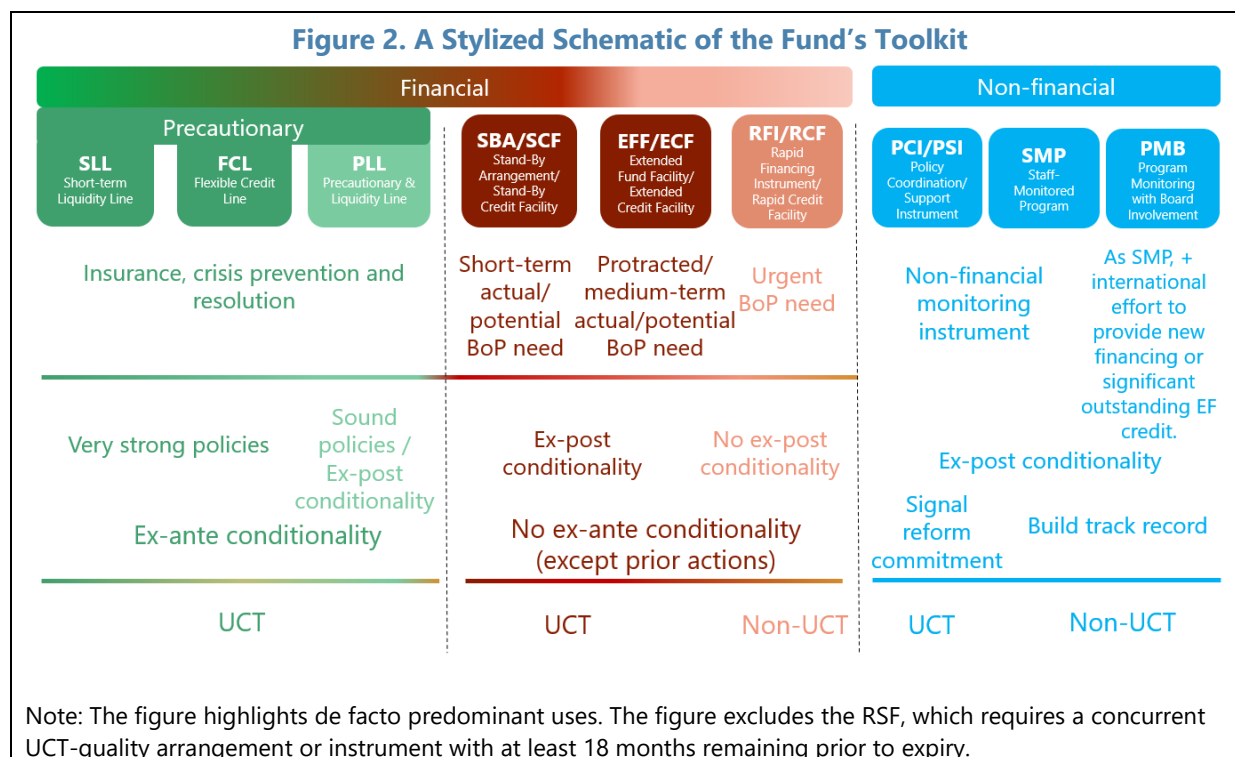 Figure 2. A Stylized Schematic of the Fund's Toolkit
Financial
Non-financial
Precautionary
SLL
Short-term
Liquidity Line
FCL
Flexible Credit
Line
PLL
Precautionary &
Liquidity Line
SBA/SCF
Stand-By
Arrangement/
Stand-By
Credit Facility
EFF/ECF
Extended
Fund Facility/
Extended
Credit Facility
RFI/RCF
Rapid
Financing
Instrument/
Rapid Credit
Facility
PCI/PSI
Policy
Coordination/
Support
Instrument
SMP
Staff-
Monitored
Program
PMB
Program
Monitoring
with Board
Involvement
Insurance, crisis prevention and
resolution
Short-term
actual/
potential
BoP need
Protracted/
medium-term
actual/potential
BoP need
Urgent
BoP need
Non-financial
monitoring
instrument
As SMP, +
international
effort to
provide new
financing or
significant
outstanding EF
credit.
Very strong policies
Sound
policies /
Ex-post
conditionality
Ex-ante conditionality
Ex-post
conditionality
No ex-post
conditionality
No ex-ante conditionality
(except prior actions)
Ex-post conditionality
Signal
reform
commitment
Build track record
UCT
UCT
Non-UCT
UCT
Non-UCT
Note: The figure highlights de facto predominant uses. The figure excludes the RSF, which requires a concurrent
UCT-quality arrangement or instrument with at least 18 months remaining prior to expiry.